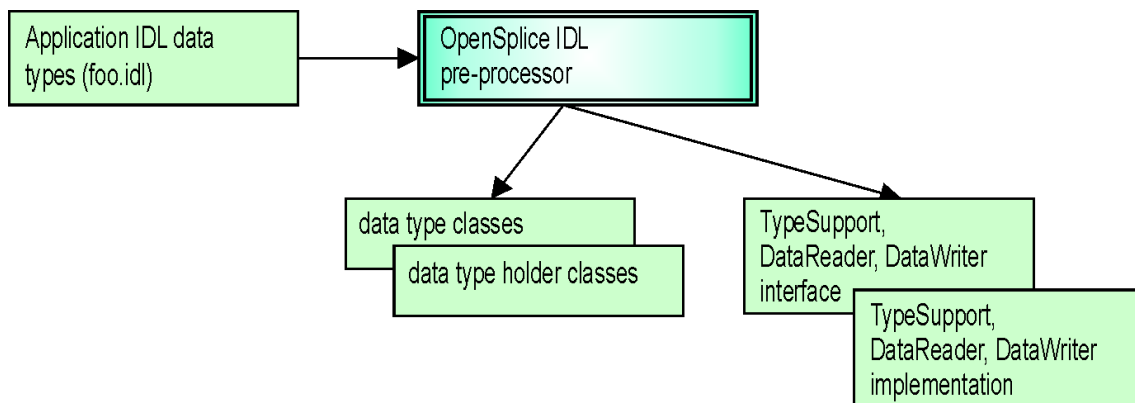 Application IDL data
types (foo.idl)
OpenSplice IDL
pre-processor
data type classes
data type holder classes
TypeSupport,
DataReader, DataWriter
interface
TypeSupport,
DataReader, DataWriter
implementation